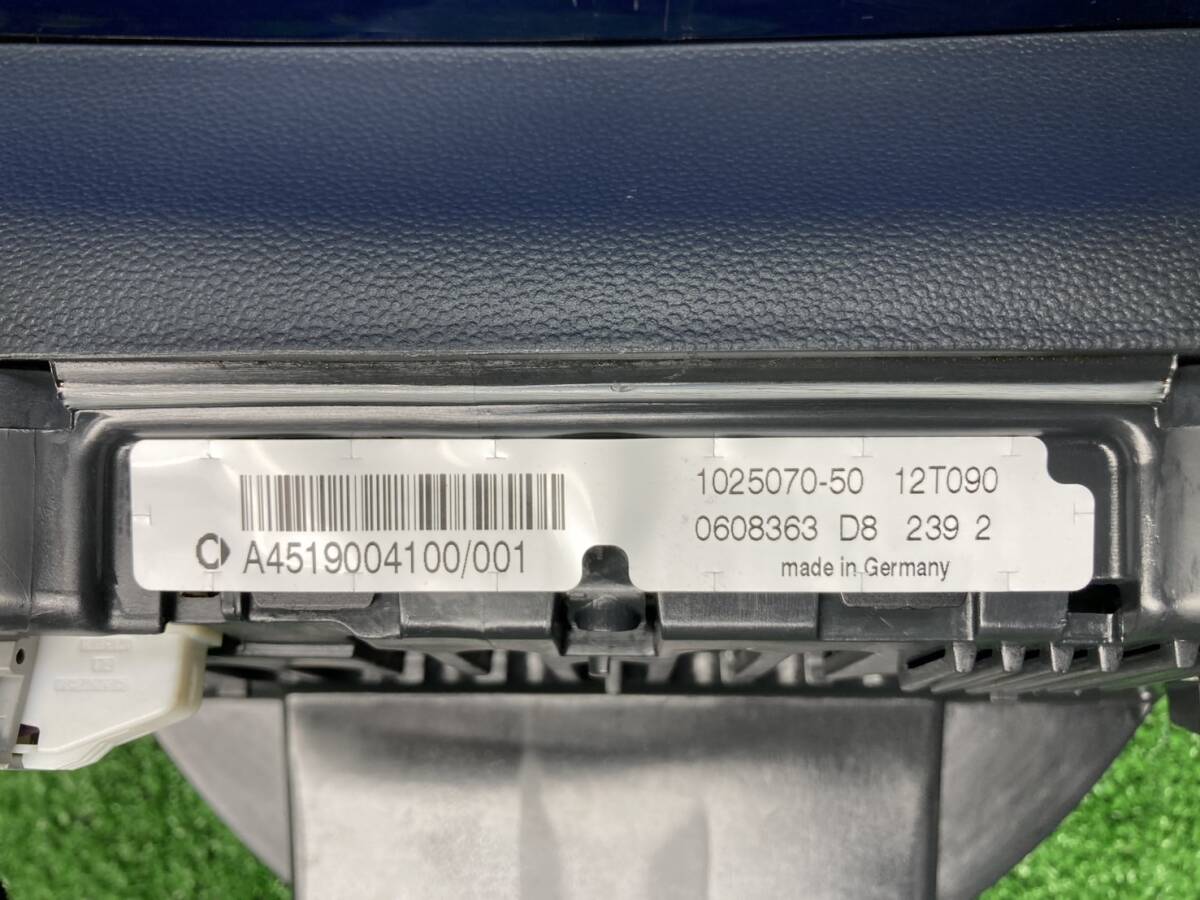 A4519004100/001
1025070-50 12T090
0608363 D8 239 2
made in Germany